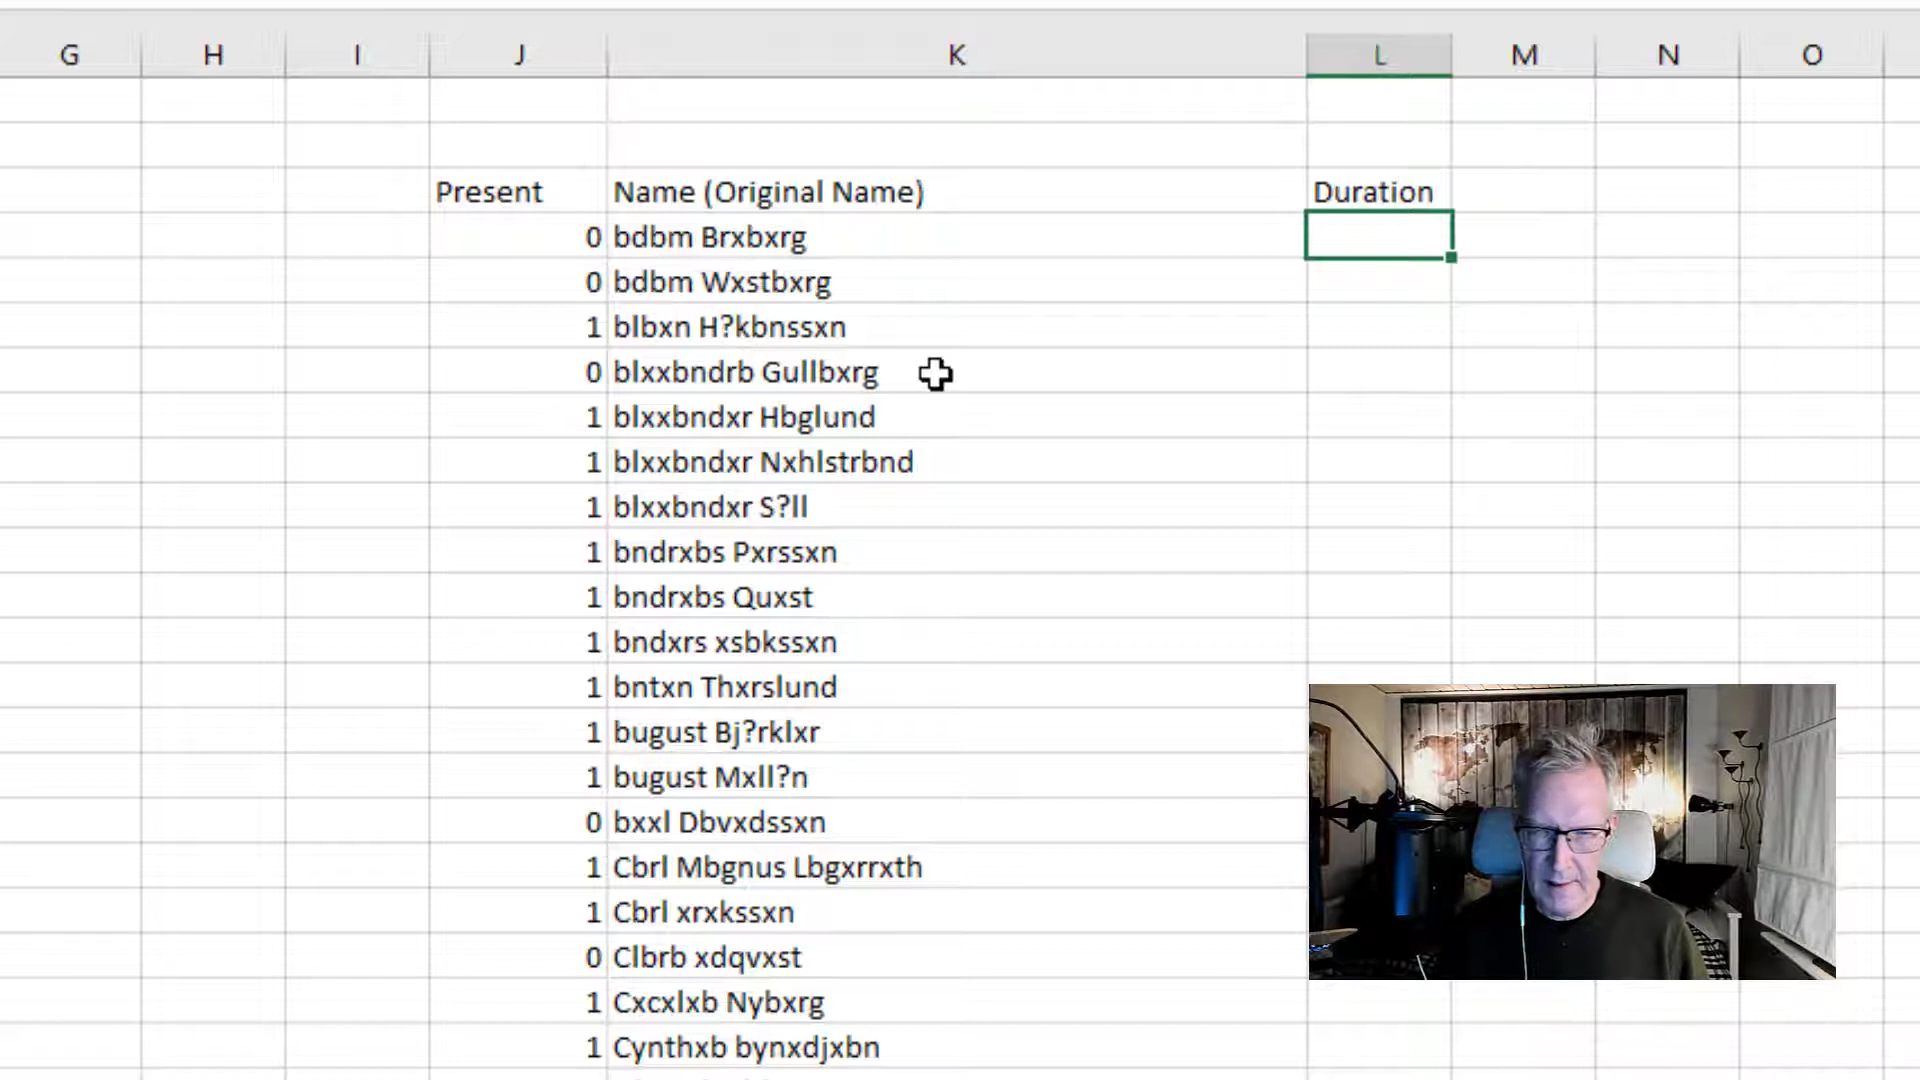 G H I J K L M N O
Present Name (Original Name) Duration
0 bdbm Brxbxrg
0 bdbm Wxstbxrg
1 blbxn H?kbnssxn
0 blxxbndrb Gullbxrg
1 blxxbndxr Hbglund
1 blxxbndxr Nxhlstrbnd
1 blxxbndxr S?ll
1 bndrxbs Pxrssxn
1 bndrxbs Quxst
1 bndxrs xsbkssxn
1 bntxn Thxrslund
1 bugust Bj?rklxr
1 bugust Mxll?n
0 bxxl Dbvxdssxn
1 Cbrl Mbgnus Lbgxrrxth
1 Cbrl xrxkssxn
0 Clbrb xdqvxst
1 Cxcxlxb Nybxrg
1 Cynthxb bynxdjxbn